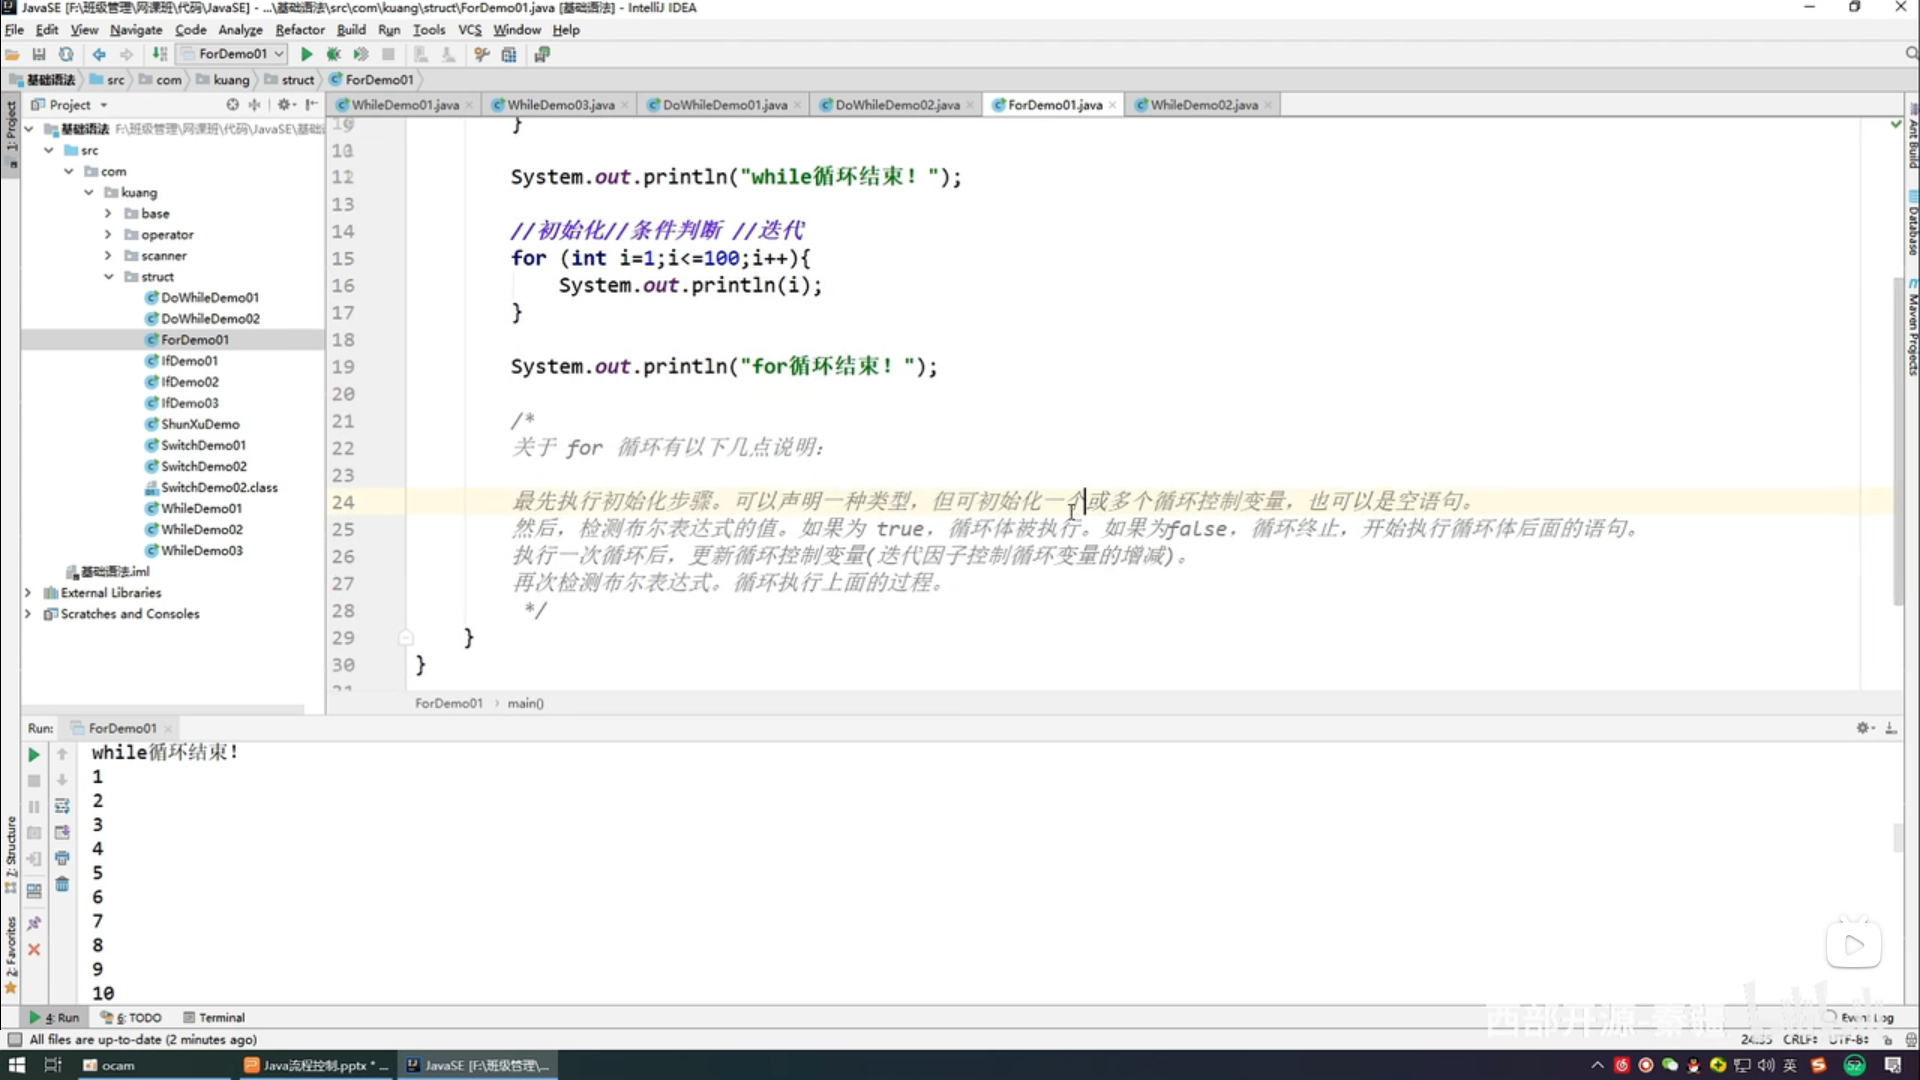 JavaSE [F:\班级管理\网课班\代码\JavaSE] - ...\基础语法\src\com\kuang\struct\ForDemo01.java [基础语法] - IntelliJ IDEA
File Edit View Navigate Code Analyze Refactor Build Run Tools VCS Window Help
ForDemo01
基础语法 src com kuang struct ForDemo01
Project
WhileDemo01.java WhileDemo03.java DoWhileDemo01.java DoWhileDemo02.java ForDemo01.java WhileDemo02.java
1: Project
基础语法 F:\班级管理\网课班\代码\JavaSE\基础
src
com
kuang
base
operator
scanner
struct
DoWhileDemo01
DoWhileDemo02
ForDemo01
IfDemo01
IfDemo02
IfDemo03
ShunXuDemo
SwitchDemo01
SwitchDemo02
SwitchDemo02.class
WhileDemo01
WhileDemo02
WhileDemo03
基础语法.iml
External Libraries
Scratches and Consoles
}
12 System.out.println("while循环结束！");
13
14 //初始化//条件判断 //迭代
15 for (int i=1;i<=100;i++){
16 System.out.println(i);
17 }
18
19 System.out.println("for循环结束！");
20
21 /*
22 关于 for 循环有以下几点说明：
23
24 最先执行初始化步骤。可以声明一种类型，但可初始化一个或多个循环控制变量，也可以是空语句。
25 然后，检测布尔表达式的值。如果为 true，循环体被执行。如果为false，循环终止，开始执行循环体后面的语句。
26 执行一次循环后，更新循环控制变量(迭代因子控制循环变量的增减)。
27 再次检测布尔表达式。循环执行上面的过程。
28 */
29 }
30 }
ForDemo01 › main()
Ant Build
Database
Maven Projects
Run: ForDemo01
while循环结束！
1
2
3
4
5
6
7
8
9
10
Z: Structure
2: Favorites
4: Run 6: TODO Terminal
Event Log
西部开源-秦疆
All files are up-to-date (2 minutes ago)
24:35 CRLF UTF-8
ocam Java流程控制.pptx * ... JavaSE [F:\班级管理\...
英
52